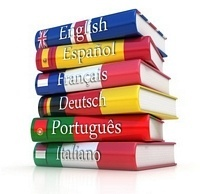 English
Español
Français
Deutsch
Português
Italiano